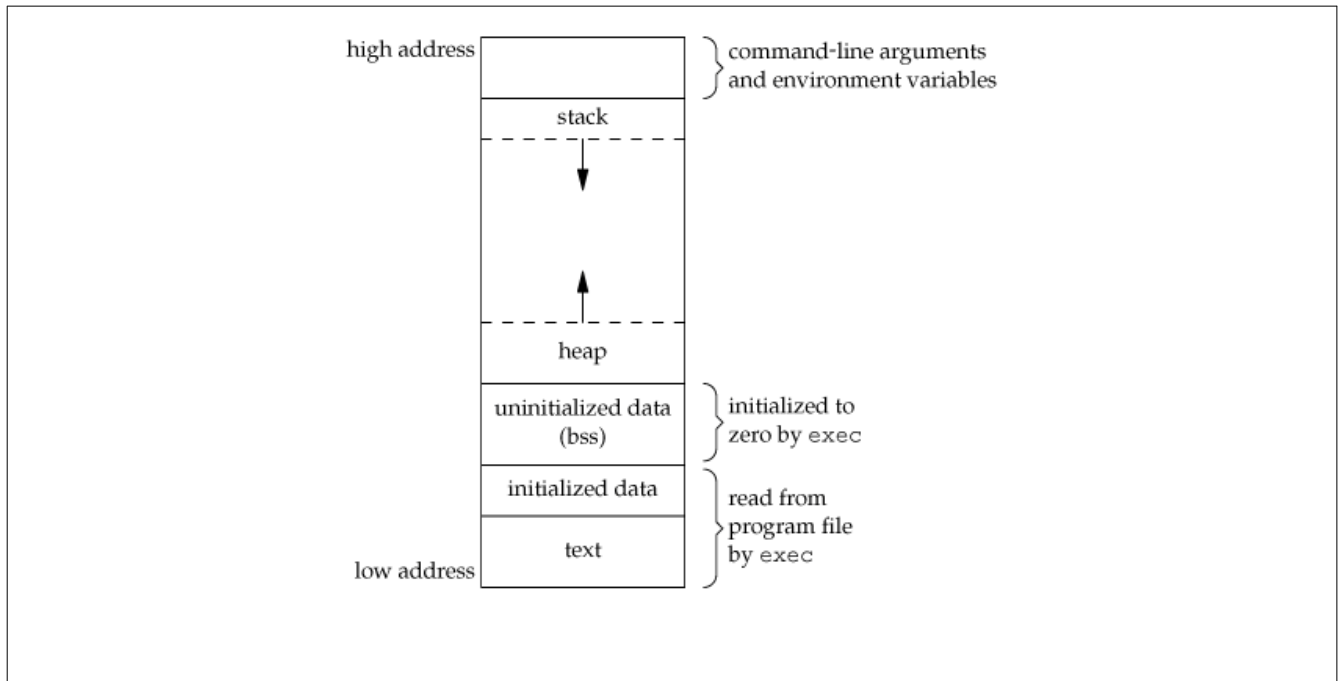 high address
command-line arguments
and environment variables
stack
heap
uninitialized data
(bss)
initialized to
zero by exec
initialized data
read from
program file
by exec
text
low address